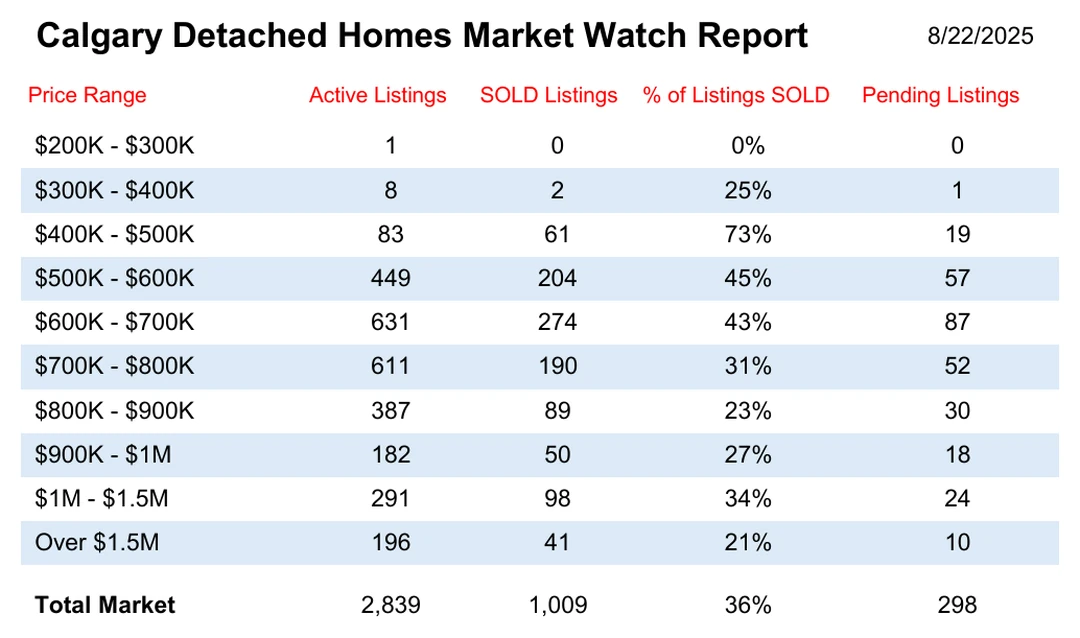 Calgary Detached Homes Market Watch Report 8/22/2025
Price Range Active Listings SOLD Listings % of Listings SOLD Pending Listings
$200K - $300K 1 0 0% 0
$300K - $400K 8 2 25% 1
$400K - $500K 83 61 73% 19
$500K - $600K 449 204 45% 57
$600K - $700K 631 274 43% 87
$700K - $800K 611 190 31% 52
$800K - $900K 387 89 23% 30
$900K - $1M 182 50 27% 18
$1M - $1.5M 291 98 34% 24
Over $1.5M 196 41 21% 10
Total Market 2,839 1,009 36% 298